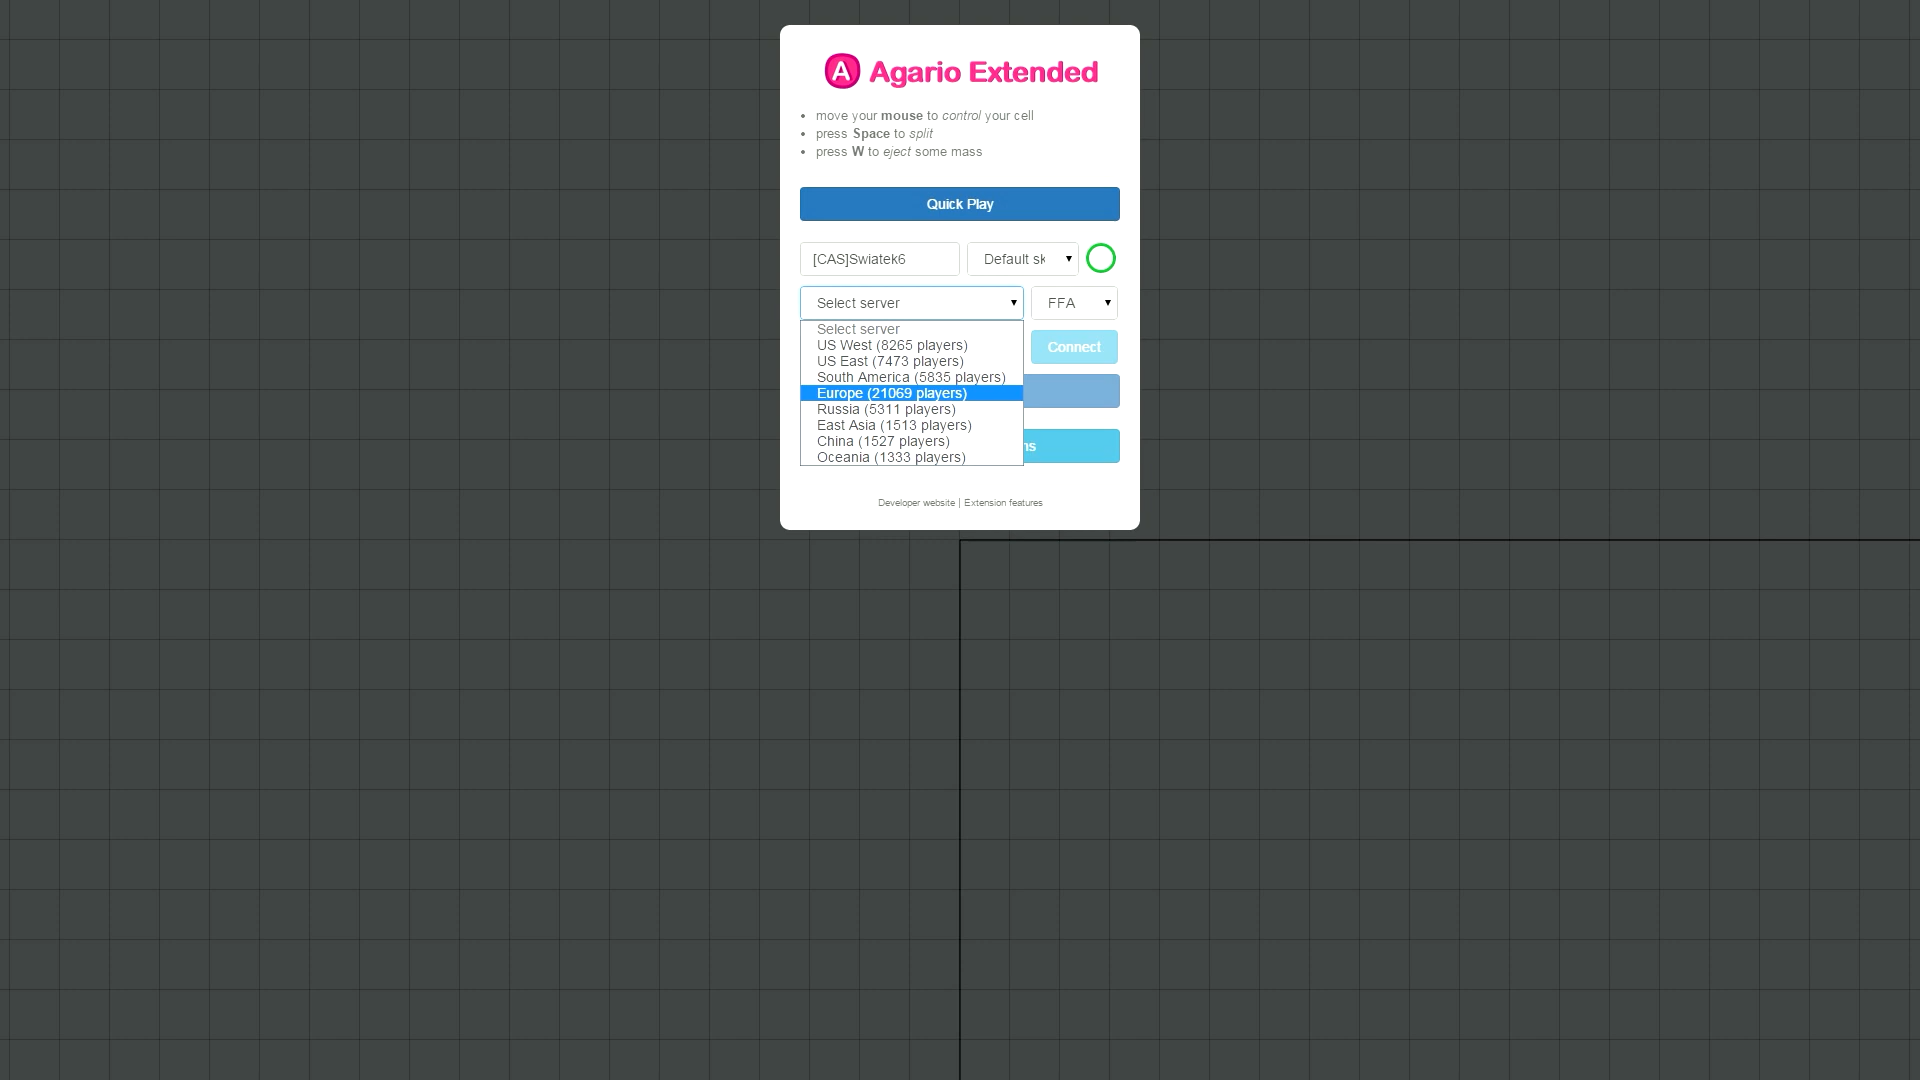 A Agario Extended
move your mouse to control your cell
press Space to split
press W to eject some mass
Quick Play
[CAS]Swiatek6 Default sk
Select server FFA
Select server
US West (8265 players)
Connect
US East (7473 players)
South America (5835 players)
Europe (21069 players)
Russia (5311 players)
East Asia (1513 players)
China (1527 players)
ns
Oceania (1333 players)
Developer website | Extension features